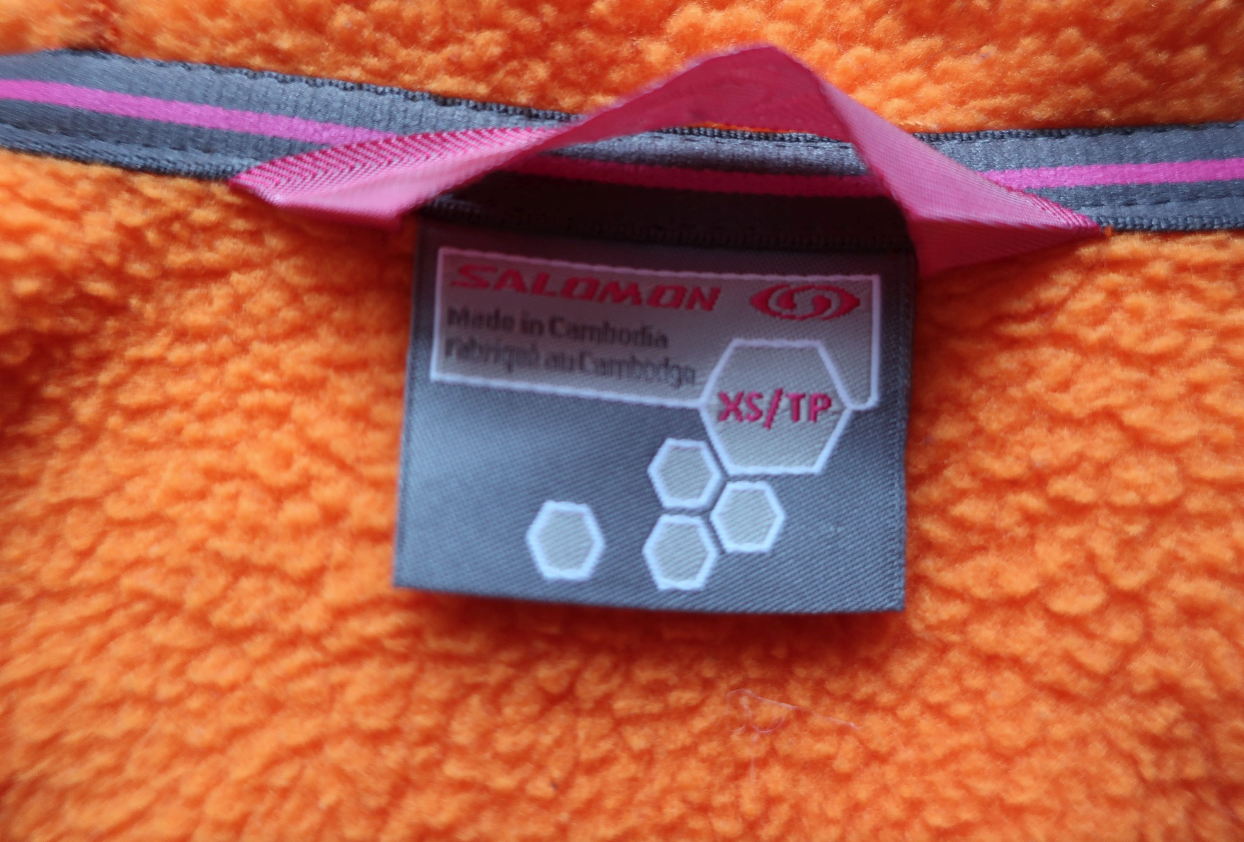 SALOMON
Made in Cambodia
Fabriqué au Cambodge
XS/TP